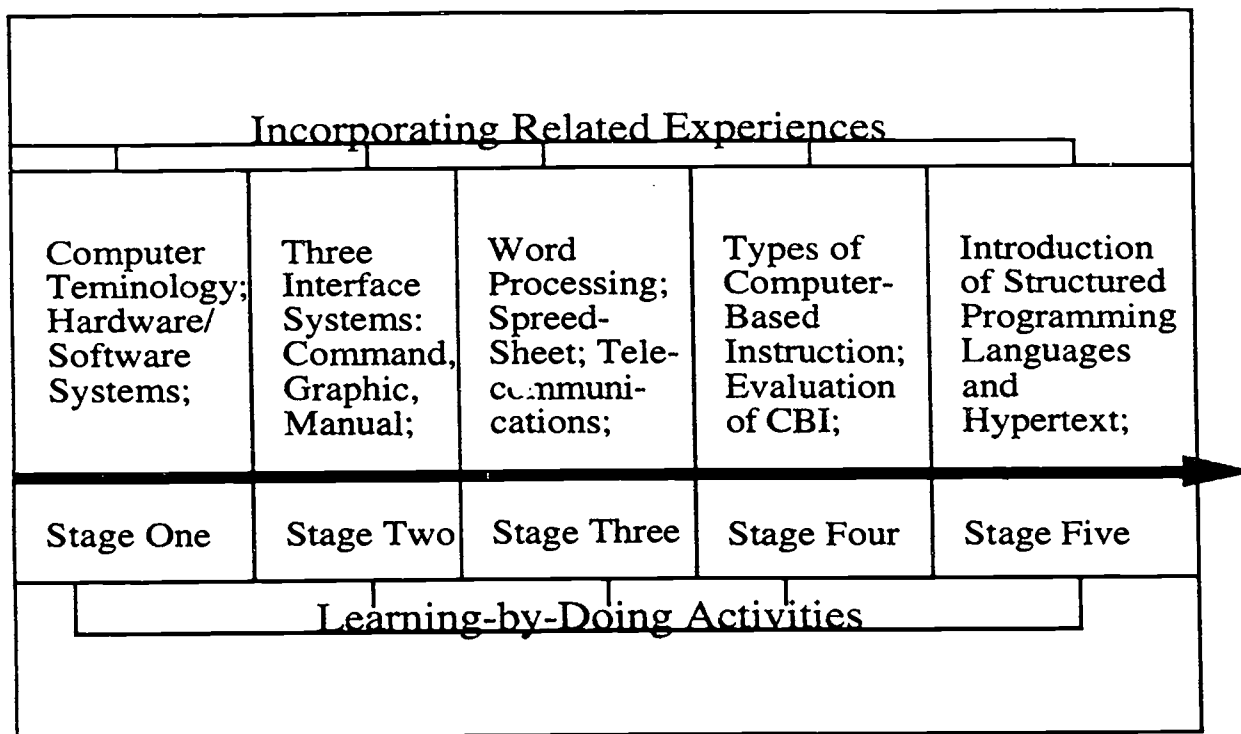 Incorporating Related Experiences
Computer
Teminology;
Hardware/
Software
Systems;
Three
Interface
Systems:
Command,
Graphic,
Manual;
Word
Processing;
Spreed-
Sheet; Tele-
communi-
cations;
Types of
Computer-
Based
Instruction;
Evaluation
of CBI;
Introduction
of Structured
Programming
Languages
and
Hypertext;
Stage One
Stage Two
Stage Three
Stage Four
Stage Five
Learning-by-Doing Activities